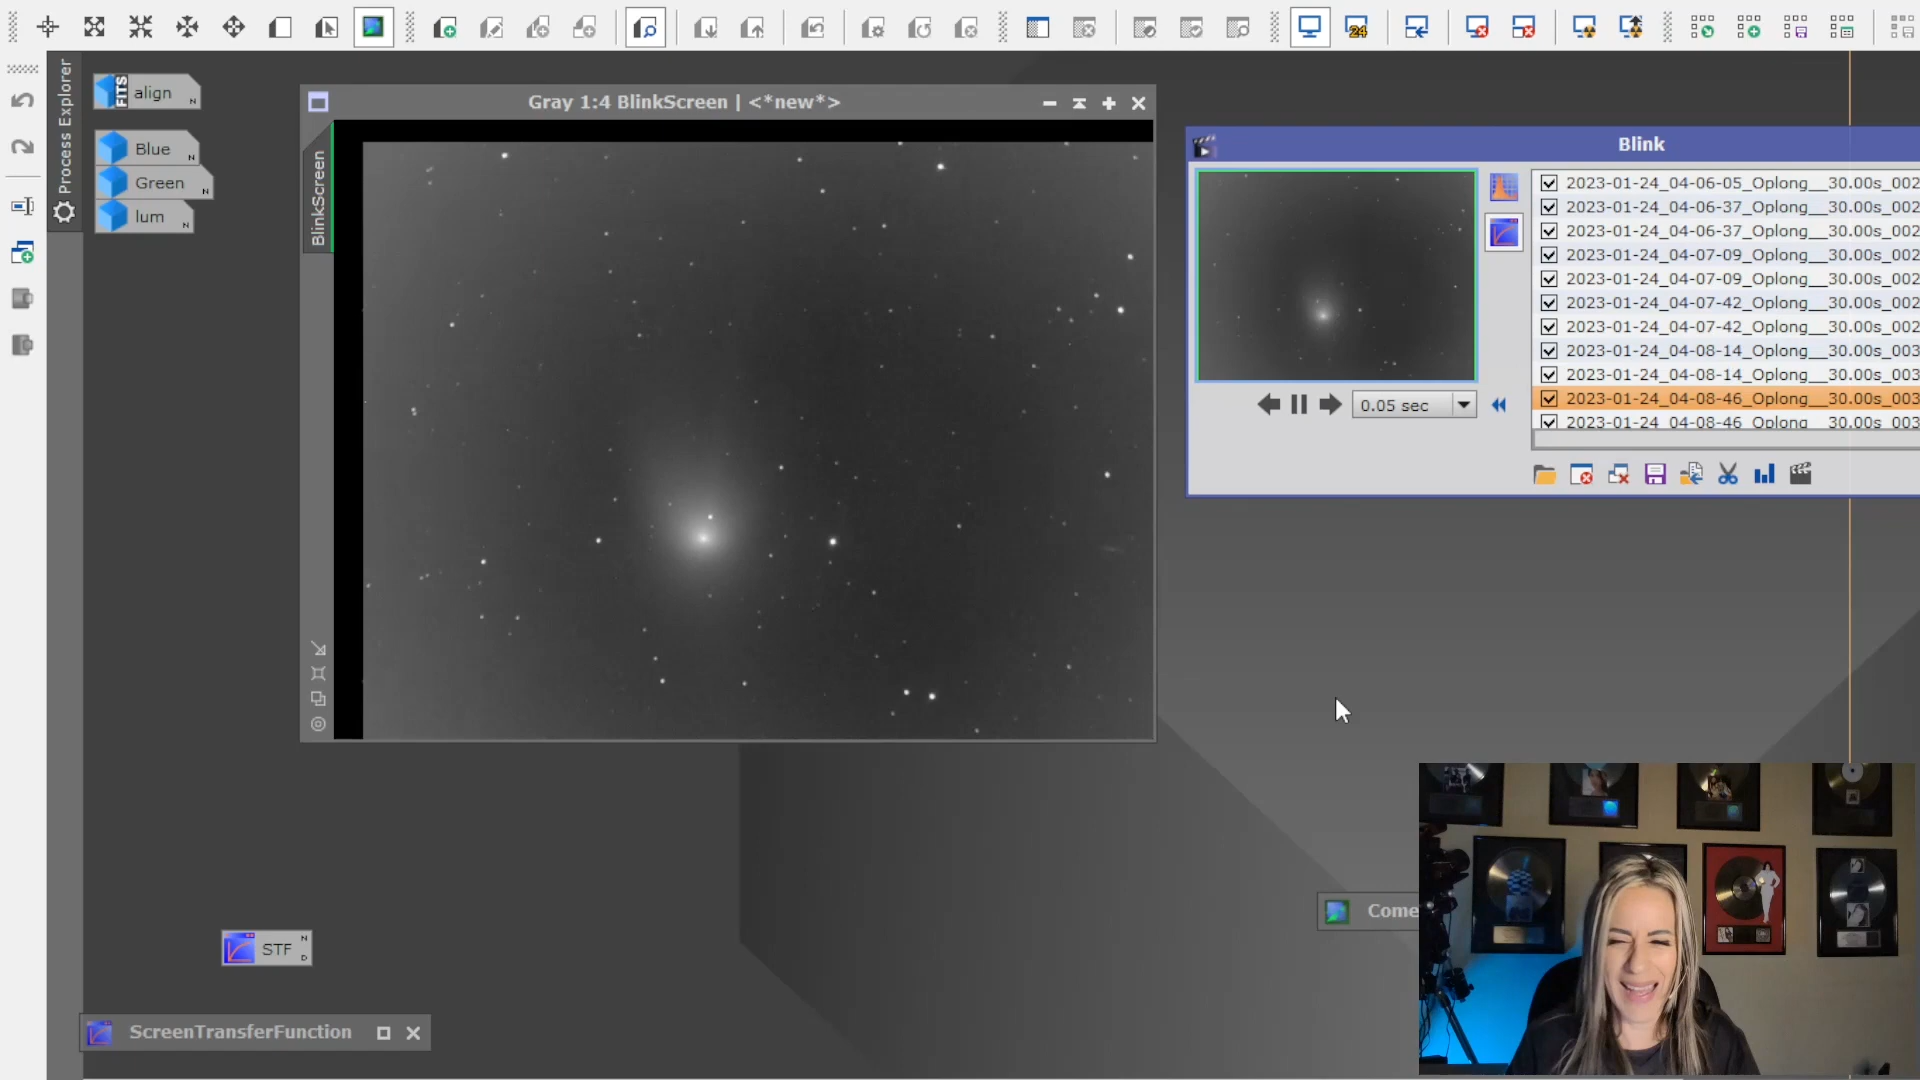 24
Process Explorer
FITS align N
Blue N
Green N
lum N
Gray 1:4 BlinkScreen | <*new*>
BlinkScreen
Blink
2023-01-24_04-06-05_Oplong__30.00s_002
2023-01-24_04-06-37_Oplong__30.00s_002
2023-01-24_04-06-37_Oplong__30.00s_002
2023-01-24_04-07-09_Oplong__30.00s_002
2023-01-24_04-07-09_Oplong__30.00s_002
2023-01-24_04-07-42_Oplong__30.00s_002
2023-01-24_04-07-42_Oplong__30.00s_002
2023-01-24_04-08-14_Oplong__30.00s_003
2023-01-24_04-08-14_Oplong__30.00s_003
2023-01-24_04-08-46_Oplong__30.00s_003
2023-01-24_04-08-46_Oplong__30.00s_003
0.05 sec
Come
STF N D
ScreenTransferFunction